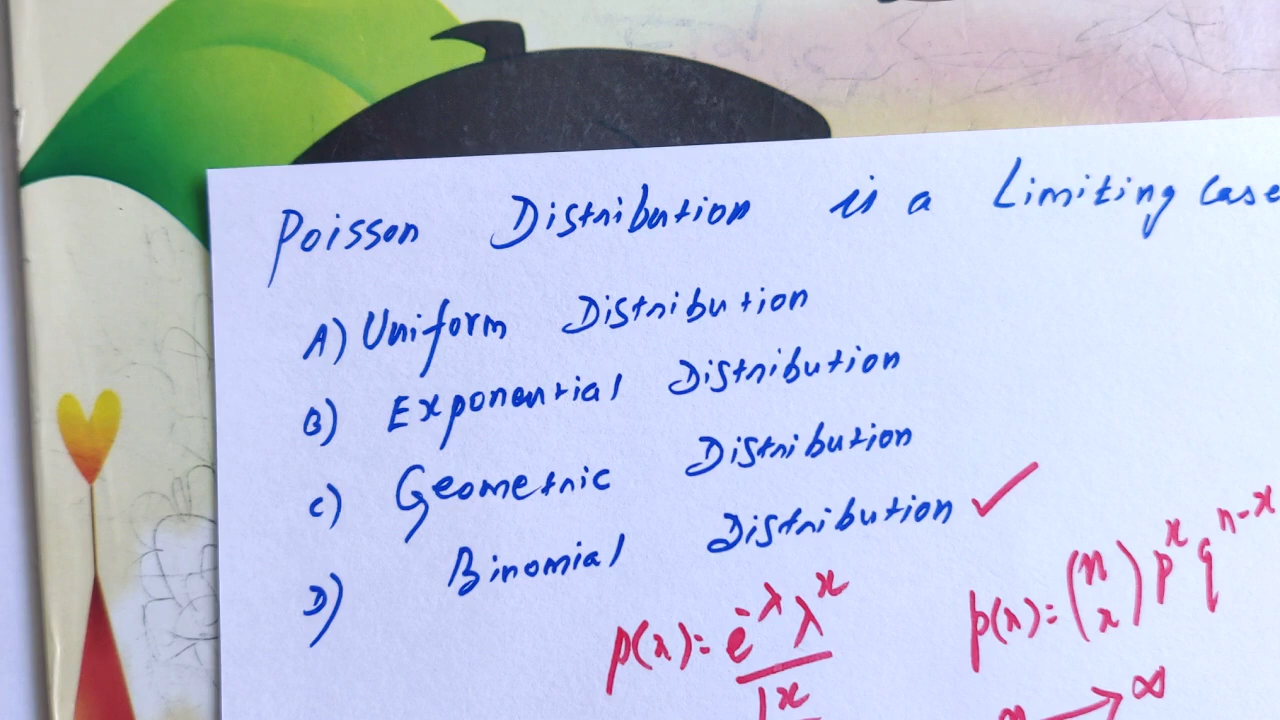 Poisson Distribution is a Limiting Case
A) Uniform Distribution
B) Exponential Distribution
C) Geometric Distribution
D) Binomial Distribution ✓
p(x) = e^-λ λ^x / |x
p(x) = (n x) p^x q^n-x
n → ∞